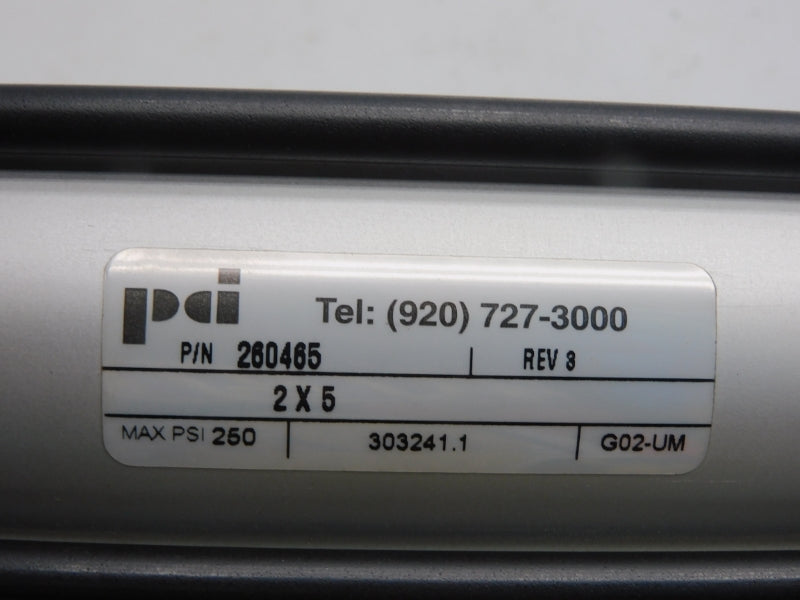 pci
Tel: (920) 727-3000
P/N 260465 REV 3
2 X 5
MAX PSI 250 303241.1 G02-UM